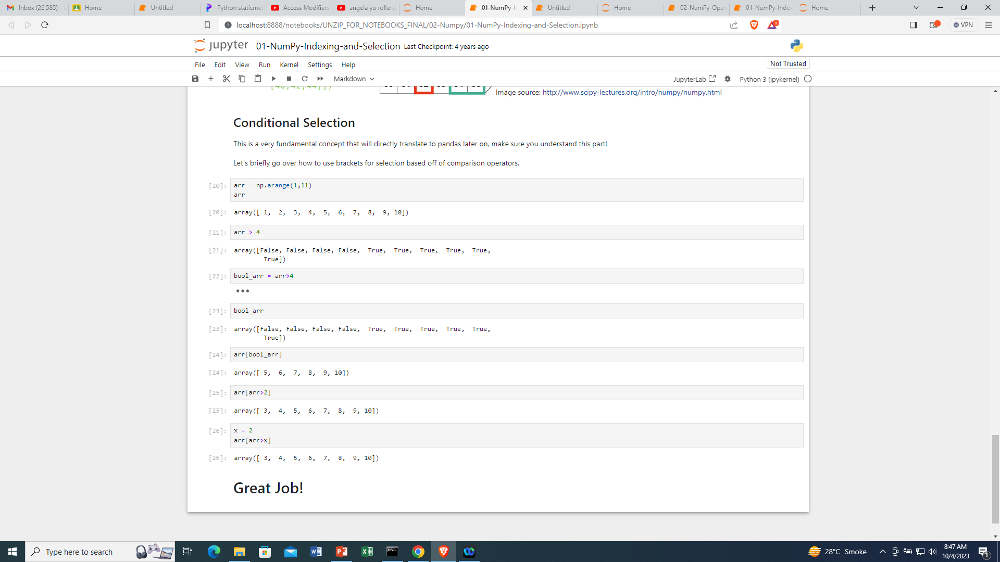 Inbox (26,585) - c
Home
Untitled
Python staticmet
Access Modifiers
angela yu rollerc
Home
01-NumPy-I
Untitled
Home
02-NumPy-Oper
01-NumPy-Index
Home
localhost:8888/notebooks/UNZIP_FOR_NOTEBOOKS_FINAL/02-Numpy/01-NumPy-Indexing-and-Selection.ipynb
1
VPN
jupyter 01-NumPy-Indexing-and-Selection Last Checkpoint: 4 years ago
File Edit View Run Kernel Settings Help
Not Trusted
Markdown
JupyterLab
Python 3 (ipykernel)
Image source: http://www.scipy-lectures.org/intro/numpy/numpy.html
Conditional Selection
This is a very fundamental concept that will directly translate to pandas later on, make sure you understand this part!
Let's briefly go over how to use brackets for selection based off of comparison operators.
[20]: arr = np.arange(1,11)
arr
[20]: array([ 1,  2,  3,  4,  5,  6,  7,  8,  9, 10])
[21]: arr > 4
[21]: array([False, False, False, False,  True,  True,  True,  True,  True,
True])
[22]: bool_arr = arr>4
•••
[23]: bool_arr
[23]: array([False, False, False, False,  True,  True,  True,  True,  True,
True])
[24]: arr[bool_arr]
[24]: array([ 5,  6,  7,  8,  9, 10])
[25]: arr[arr>2]
[25]: array([ 3,  4,  5,  6,  7,  8,  9, 10])
[26]: x = 2
arr[arr>x]
[26]: array([ 3,  4,  5,  6,  7,  8,  9, 10])
Great Job!
Type here to search
28°C Smoke
8:47 AM
10/4/2023
1